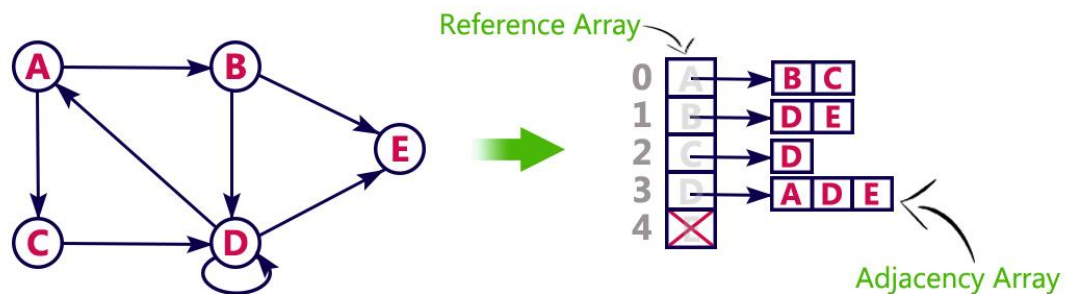 Reference Array
A B
E
C D
0 A B C
1 B D E
2 C D
3 D A D E
4 E
Adjacency Array